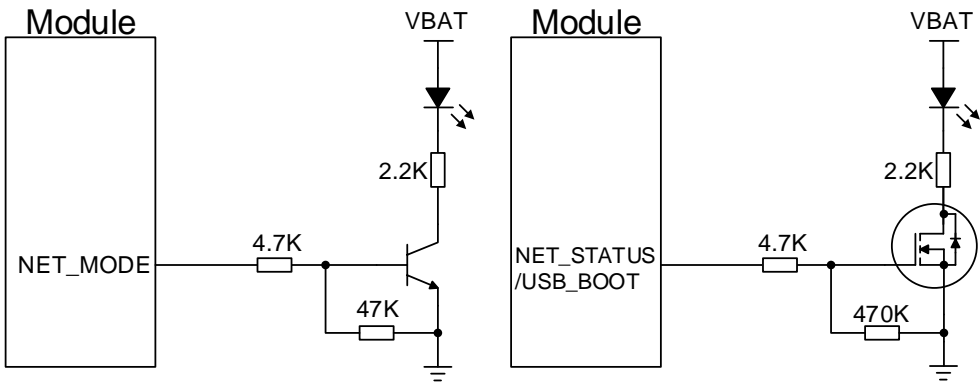 Module
VBAT
2.2K
4.7K
NET_MODE
47K
Module
VBAT
2.2K
4.7K
NET_STATUS
/USB_BOOT
470K